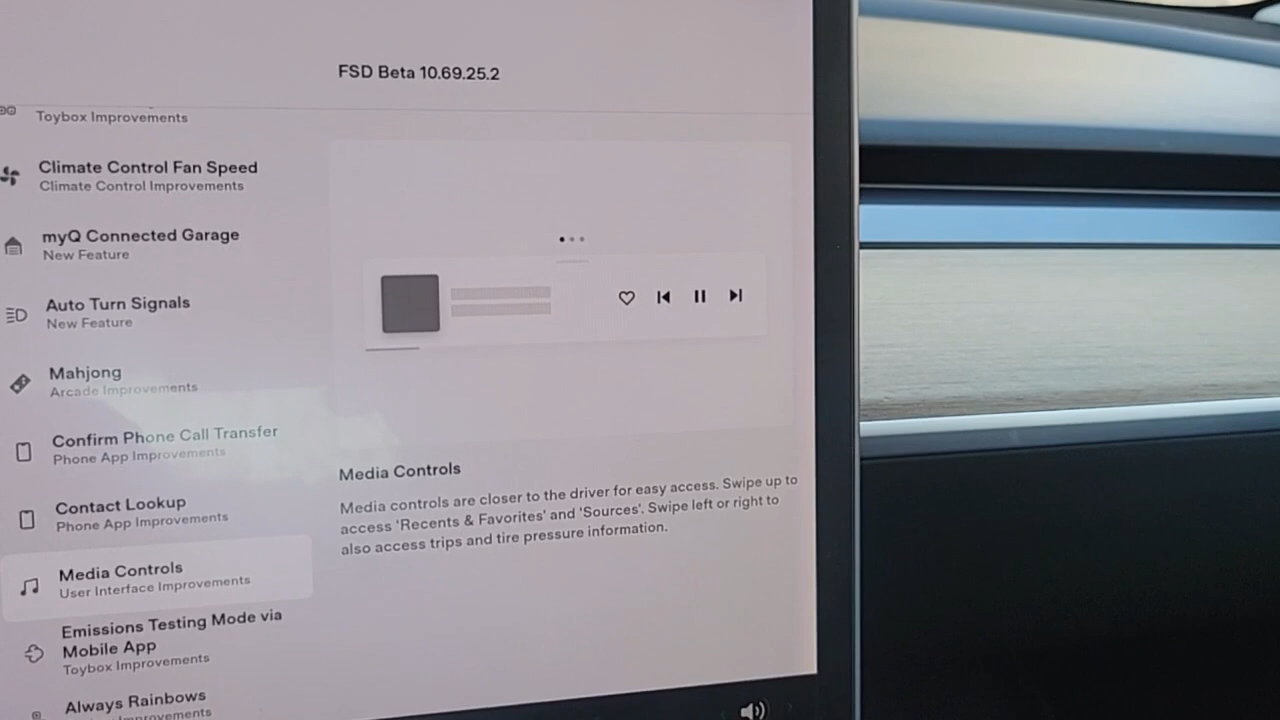 FSD Beta 10.69.25.2
Toybox Improvements
Climate Control Fan Speed
Climate Control Improvements
myQ Connected Garage
New Feature
Auto Turn Signals
New Feature
Mahjong
Arcade Improvements
Confirm Phone Call Transfer
Phone App Improvements
Contact Lookup
Phone App Improvements
Media Controls
User Interface Improvements
Emissions Testing Mode via
Mobile App
Toybox Improvements
Always Rainbows
Improvements
Media Controls
Media controls are closer to the driver for easy access. Swipe up to
access 'Recents & Favorites' and 'Sources'. Swipe left or right to
also access trips and tire pressure information.